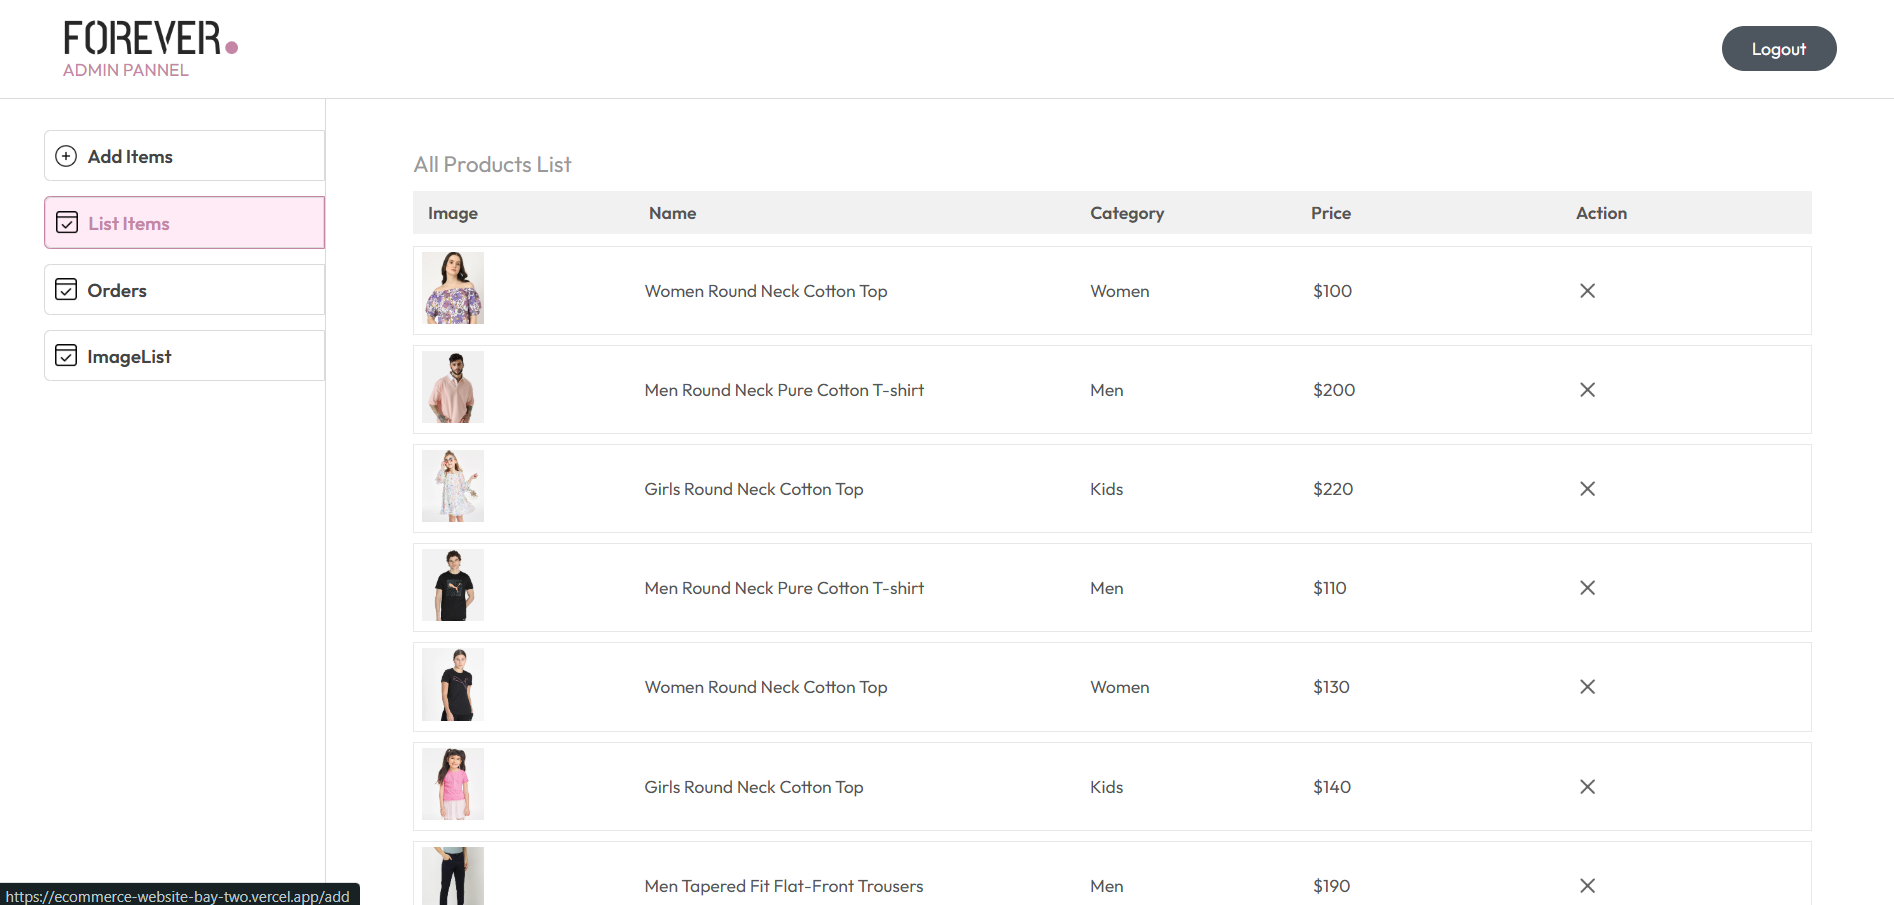 FOREVER.
ADMIN PANNEL
Logout
Add Items
List Items
Orders
ImageList
All Products List
Image Name Category Price Action
Women Round Neck Cotton Top Women $100
Men Round Neck Pure Cotton T-shirt Men $200
Girls Round Neck Cotton Top Kids $220
Men Round Neck Pure Cotton T-shirt Men $110
Women Round Neck Cotton Top Women $130
Girls Round Neck Cotton Top Kids $140
Men Tapered Fit Flat-Front Trousers Men $190
https://ecommerce-website-bay-two.vercel.app/add